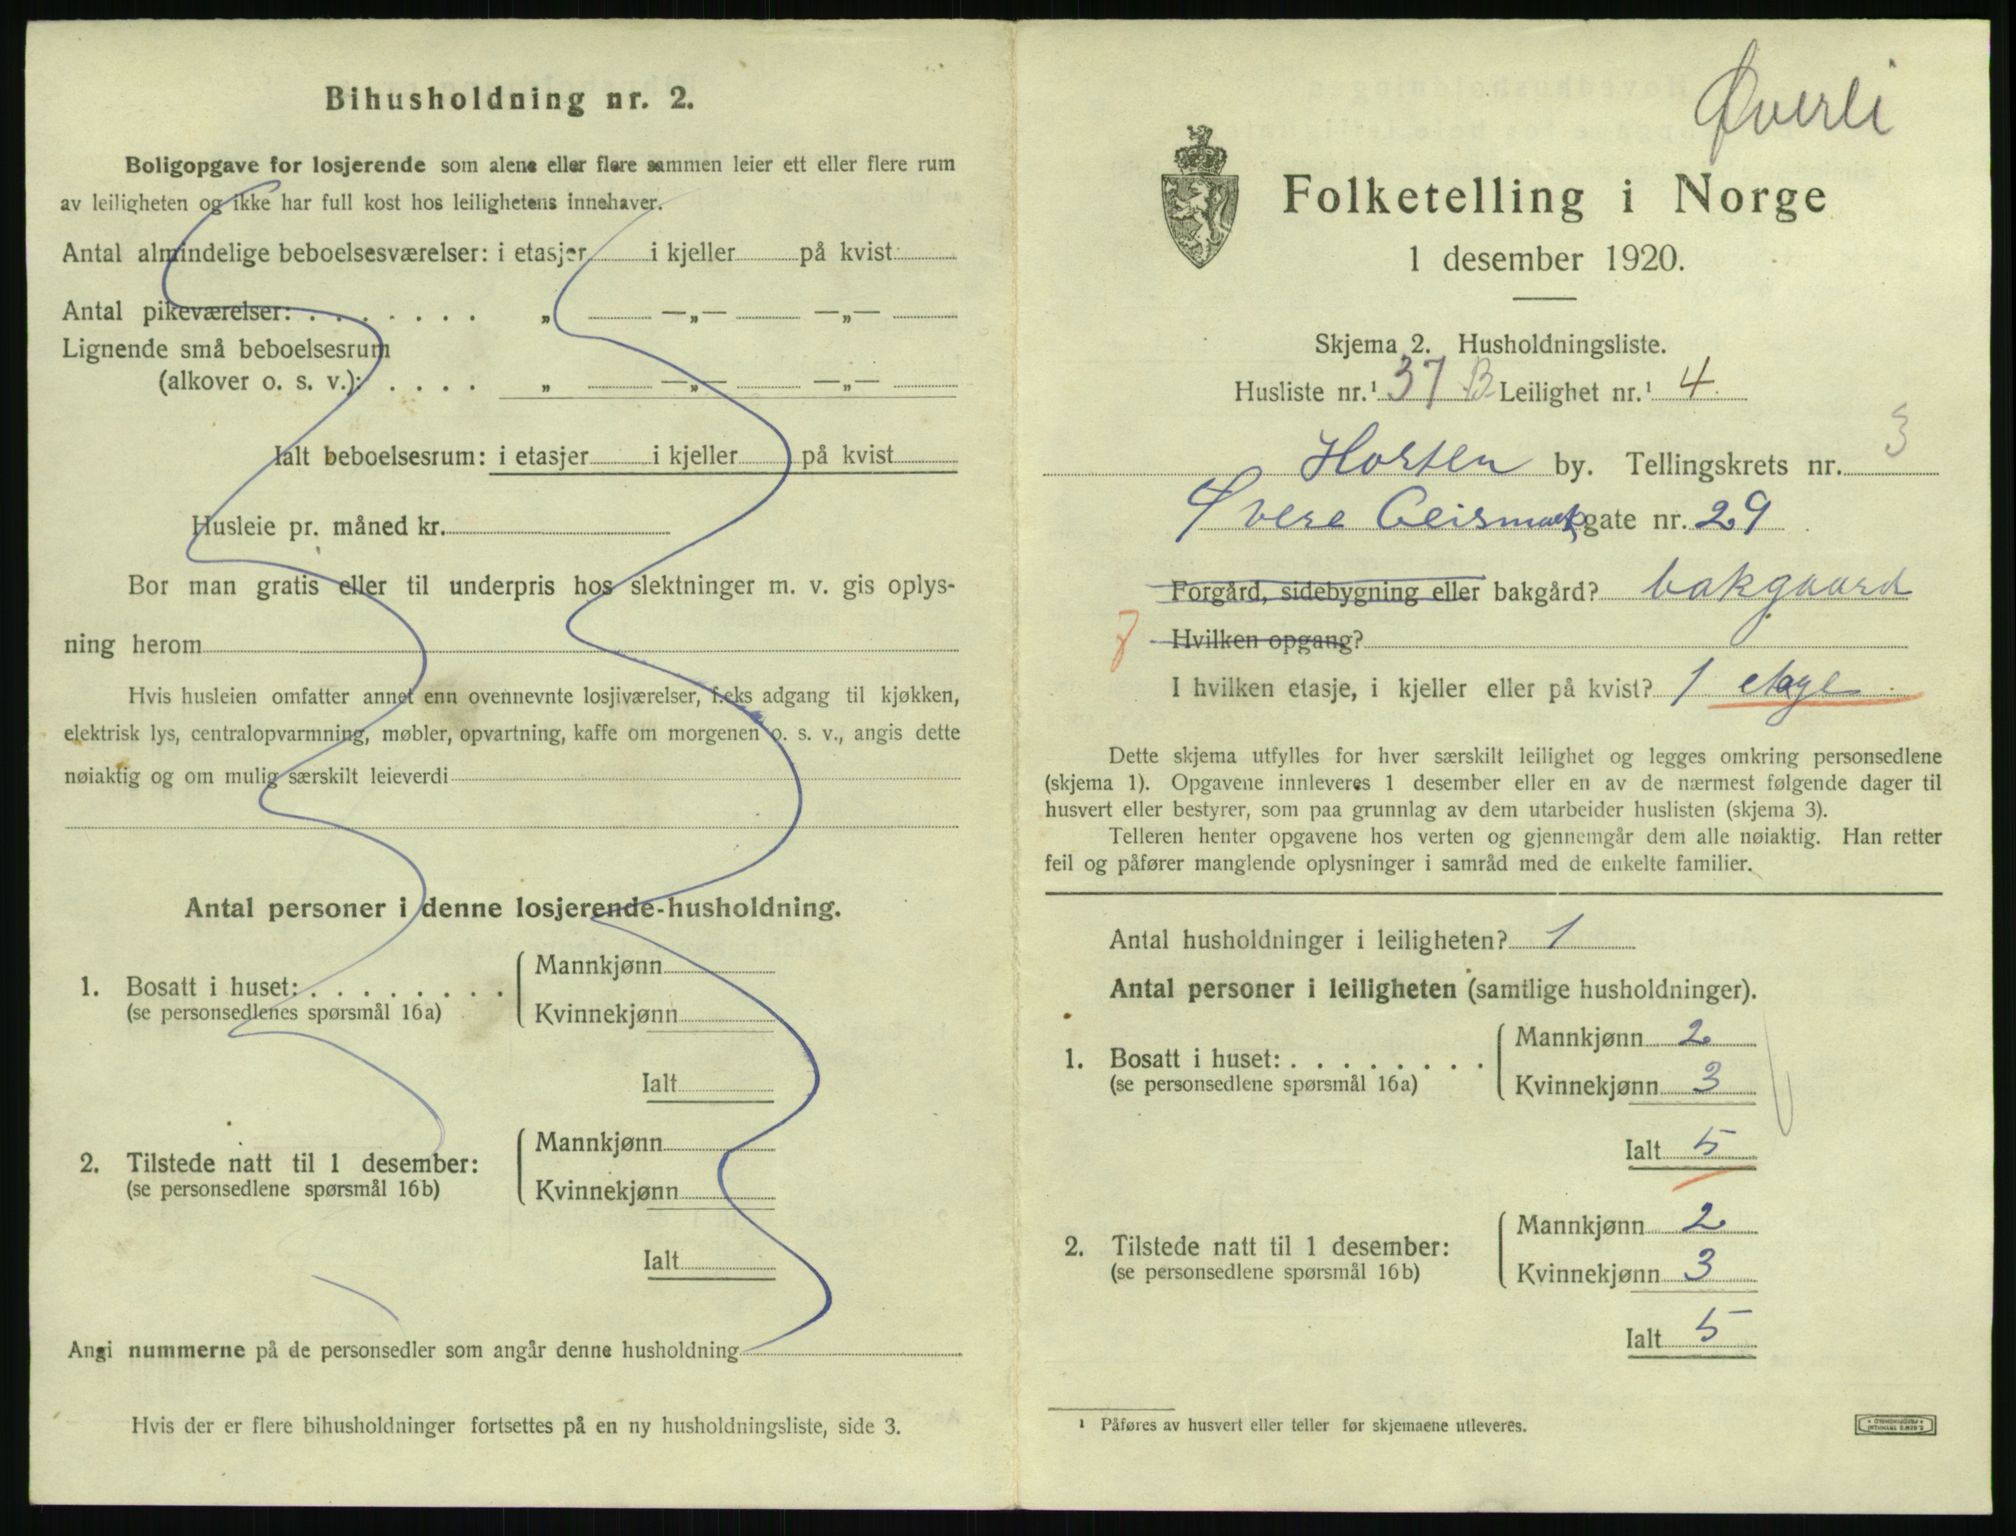 Bihusholdning nr. 2.
Boligopgave for losjerende som alene eller flere sammen leier ett eller flere rum
av leiligheten og ikke har full kost hos leilighetens innehaver.
Antal almindelige beboelsesværelser: i etasjer i kjeller på kvist
Antal pikeværelser: . . . . . . . „ —„— —„—
Lignende små beboelsesrum
(alkover o. s. v.): . . . . „ —„— —„—
Ialt beboelsesrum: i etasjer i kjeller på kvist
Husleie pr. måned kr.
Bor man gratis eller til underpris hos slektninger m. v. gis oplys-
ning herom
Hvis husleien omfatter annet enn ovennevnte losjiværelser, f.eks adgang til kjøkken,
elektrisk lys, centralopvarmning, møbler, opvartning, kaffe om morgenen o. s. v., angis dette
nøiaktig og om mulig særskilt leieverdi
Antal personer i denne losjerende-husholdning.
1. Bosatt i huset: . . . . . . . .
(se personsedlenes spørsmål 16a)
Mannkjønn
Kvinnekjønn
Ialt
2. Tilstede natt til 1 desember:
(se personsedlene spørsmål 16b)
Mannkjønn
Kvinnekjønn
Ialt
Angi nummerne på de personsedler som angår denne husholdning
Hvis der er flere bihusholdninger fortsettes på en ny husholdningsliste, side 3.
Øverli
Folketelling i Norge
1 desember 1920.
Skjema 2. Husholdningsliste.
Husliste nr.¹ 37 B Leilighet nr.¹ 4.
Horten by. Tellingskrets nr. 3
Øvere gate nr. 29
Forgård, sidebygning eller bakgård? bakgaard
Hvilken opgang?
I hvilken etasje, i kjeller eller på kvist? 1 etage
Dette skjema utfylles for hver særskilt leilighet og legges omkring personsedlene
(skjema 1). Opgavene innleveres 1 desember eller en av de nærmest følgende dager til
husvert eller bestyrer, som paa grunnlag av dem utarbeider huslisten (skjema 3).
Telleren henter opgavene hos verten og gjennemgår dem alle nøiaktig. Han retter
feil og påfører manglende oplysninger i samråd med de enkelte familier.
Antal husholdninger i leiligheten? 1
Antal personer i leiligheten (samtlige husholdninger).
1. Bosatt i huset: . . . . . . . .
(se personsedlene spørsmål 16a)
Mannkjønn 2
Kvinnekjønn 3
Ialt 5
2. Tilstede natt til 1 desember:
(se personsedlene spørsmål 16b)
Mannkjønn 2
Kvinnekjønn 3
Ialt 5
¹ Påføres av husvert eller teller før skjemaene utleveres.